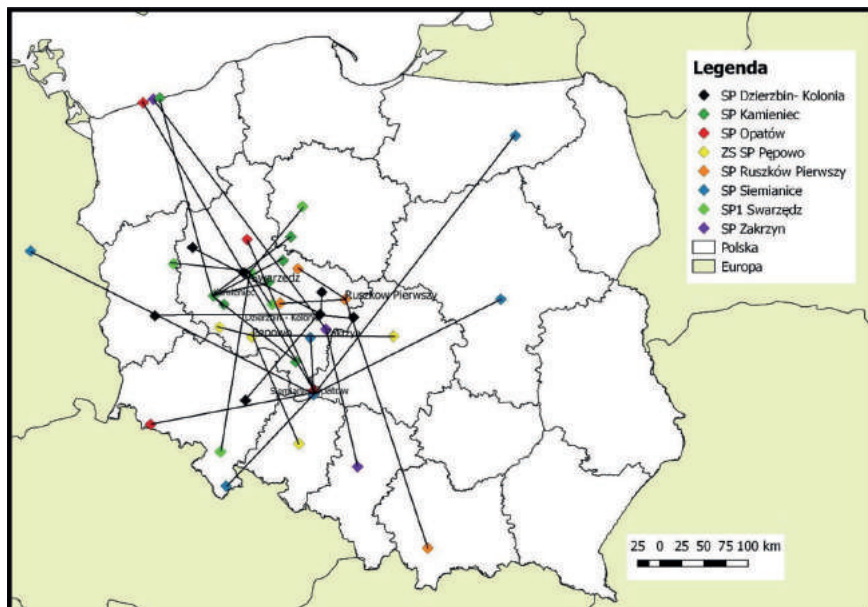 Legenda
SP Dzierzbin- Kolonia
SP Kamieniec
SP Opatów
ZS SP Pępowo
SP Ruszków Pierwszy
SP Siemianice
SP1 Swarzędz
SP Zakrzyn
Polska
Europa
Swarzędz
Ruszków Pierwszy
Pępowo
25 0 25 50 75 100 km